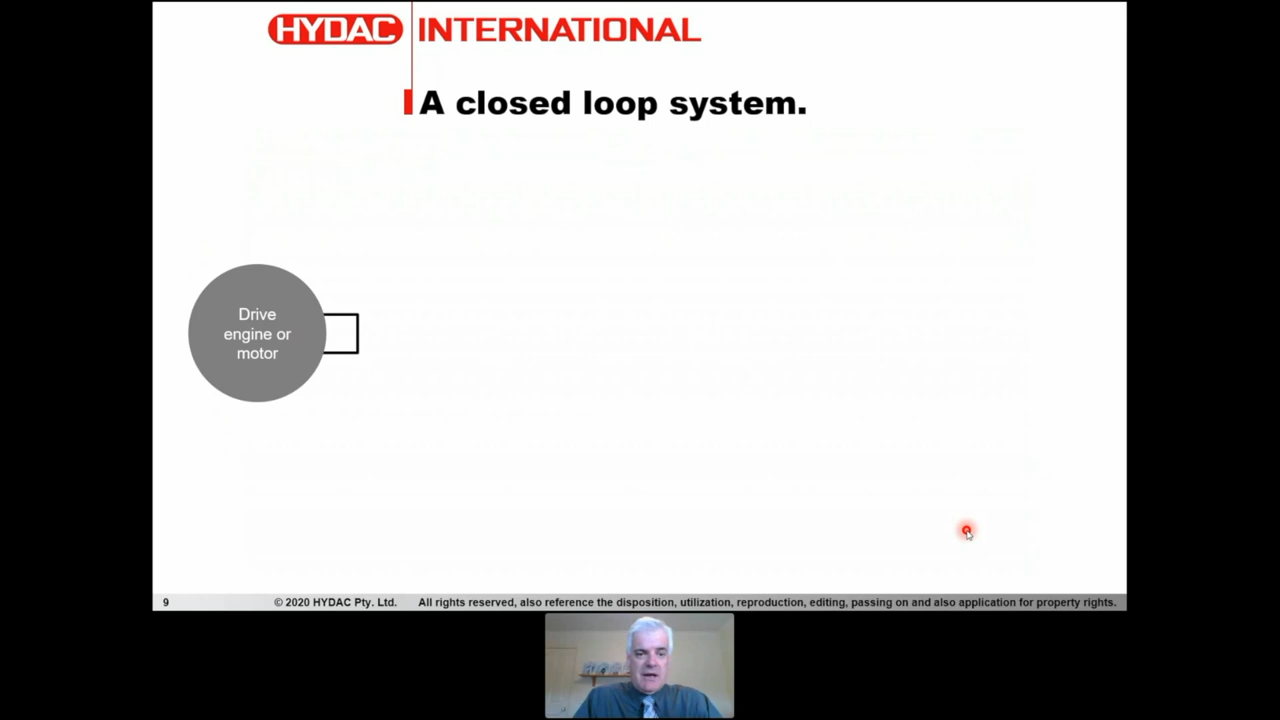 HYDAC INTERNATIONAL
A closed loop system.
Drive
engine or
motor
9 © 2020 HYDAC Pty. Ltd. All rights reserved, also reference the disposition, utilization, reproduction, editing, passing on and also application for property rights.